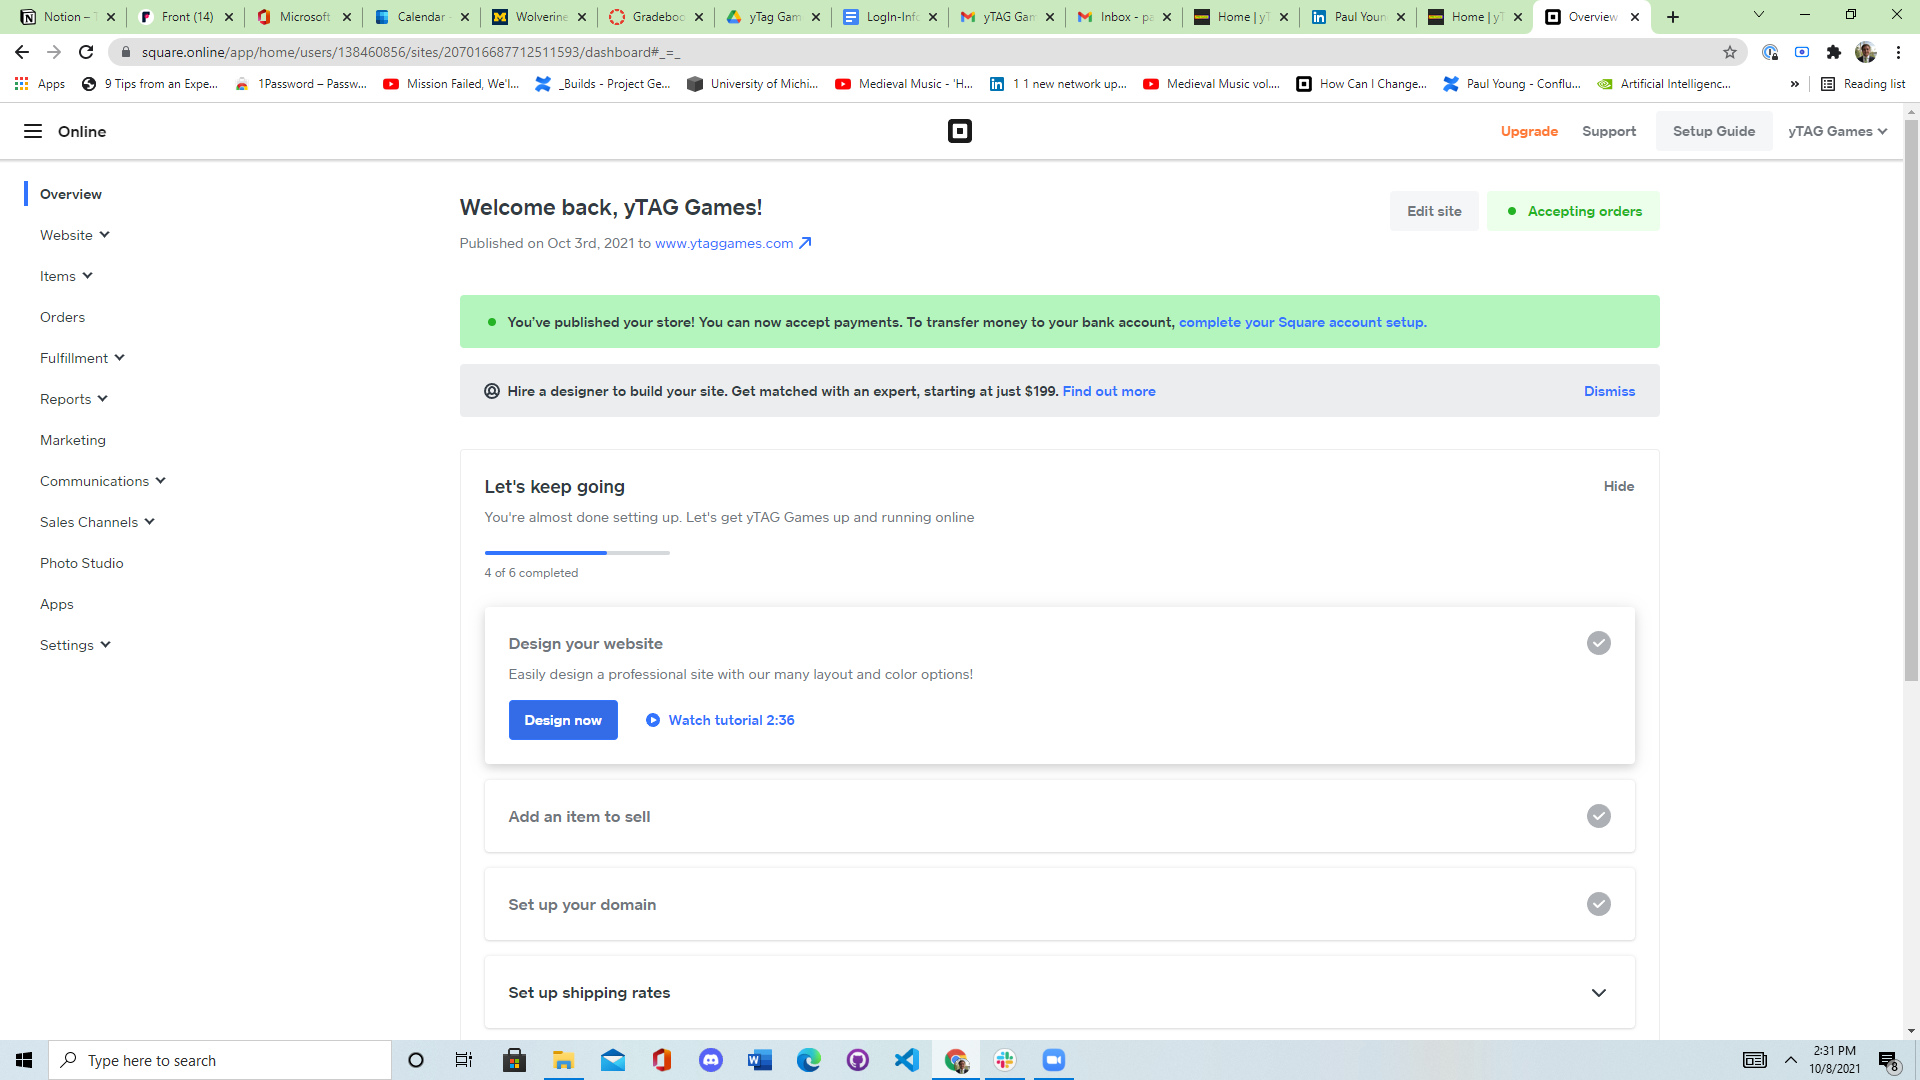 Notion – T
Front (14)
Microsoft
Calendar -
Wolverine
Gradeboo
yTag Gam
LogIn-Info
yTAG Gam
Inbox - pa
Home | yT
Paul Youn
Home | yT
Overview
square.online/app/home/users/138460856/sites/207016687712511593/dashboard#_=_
Apps
9 Tips from an Expe...
1Password – Passw...
Mission Failed, We'l...
_Builds - Project Ge...
University of Michi...
Medieval Music - 'H...
1 1 new network up...
Medieval Music vol....
How Can I Change...
Paul Young - Conflu...
Artificial Intelligenc...
»
Reading list
Online
Upgrade
Support
Setup Guide
yTAG Games
Overview
Website
Items
Orders
Fulfillment
Reports
Marketing
Communications
Sales Channels
Photo Studio
Apps
Settings
Welcome back, yTAG Games!
Published on Oct 3rd, 2021 to www.ytaggames.com
Edit site
Accepting orders
You've published your store! You can now accept payments. To transfer money to your bank account, complete your Square account setup.
Hire a designer to build your site. Get matched with an expert, starting at just $199. Find out more
Dismiss
Let's keep going
Hide
You're almost done setting up. Let's get yTAG Games up and running online
4 of 6 completed
Design your website
Easily design a professional site with our many layout and color options!
Design now
Watch tutorial 2:36
Add an item to sell
Set up your domain
Set up shipping rates
Type here to search
2:31 PM
10/8/2021
8